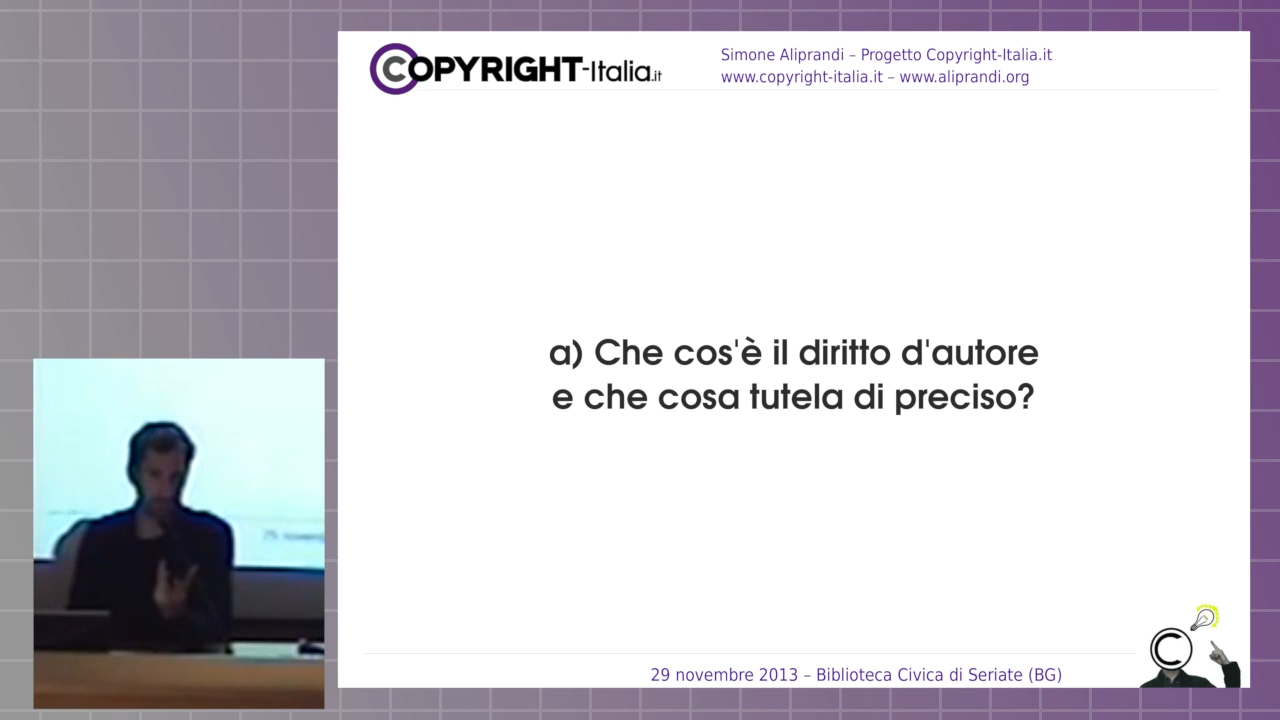 COPYRIGHT-Italia.it
Simone Aliprandi – Progetto Copyright-Italia.it
www.copyright-italia.it – www.aliprandi.org
a) Che cos'è il diritto d'autore
e che cosa tutela di preciso?
29 novembre 2013 – Biblioteca Civica di Seriate (BG)
C